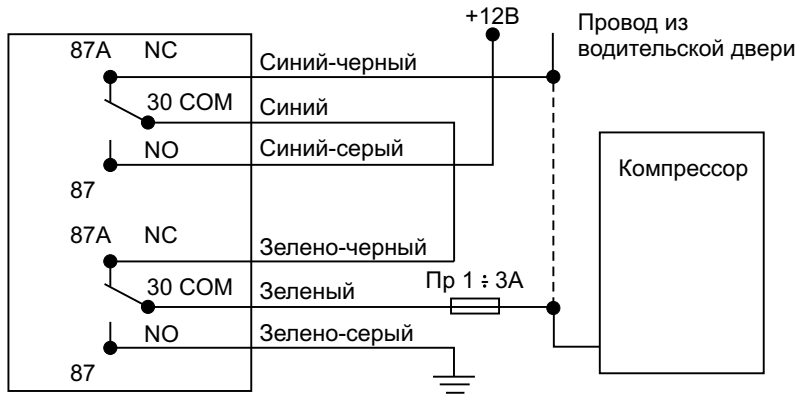 +12В
Провод из
водительской двери
87А NC
Синий-черный
30 COM
Синий
NO
Синий-серый
87
Компрессор
87А NC
Зелено-черный
30 COM
Зеленый
Пр 1 ÷ 3А
NO
Зелено-серый
87